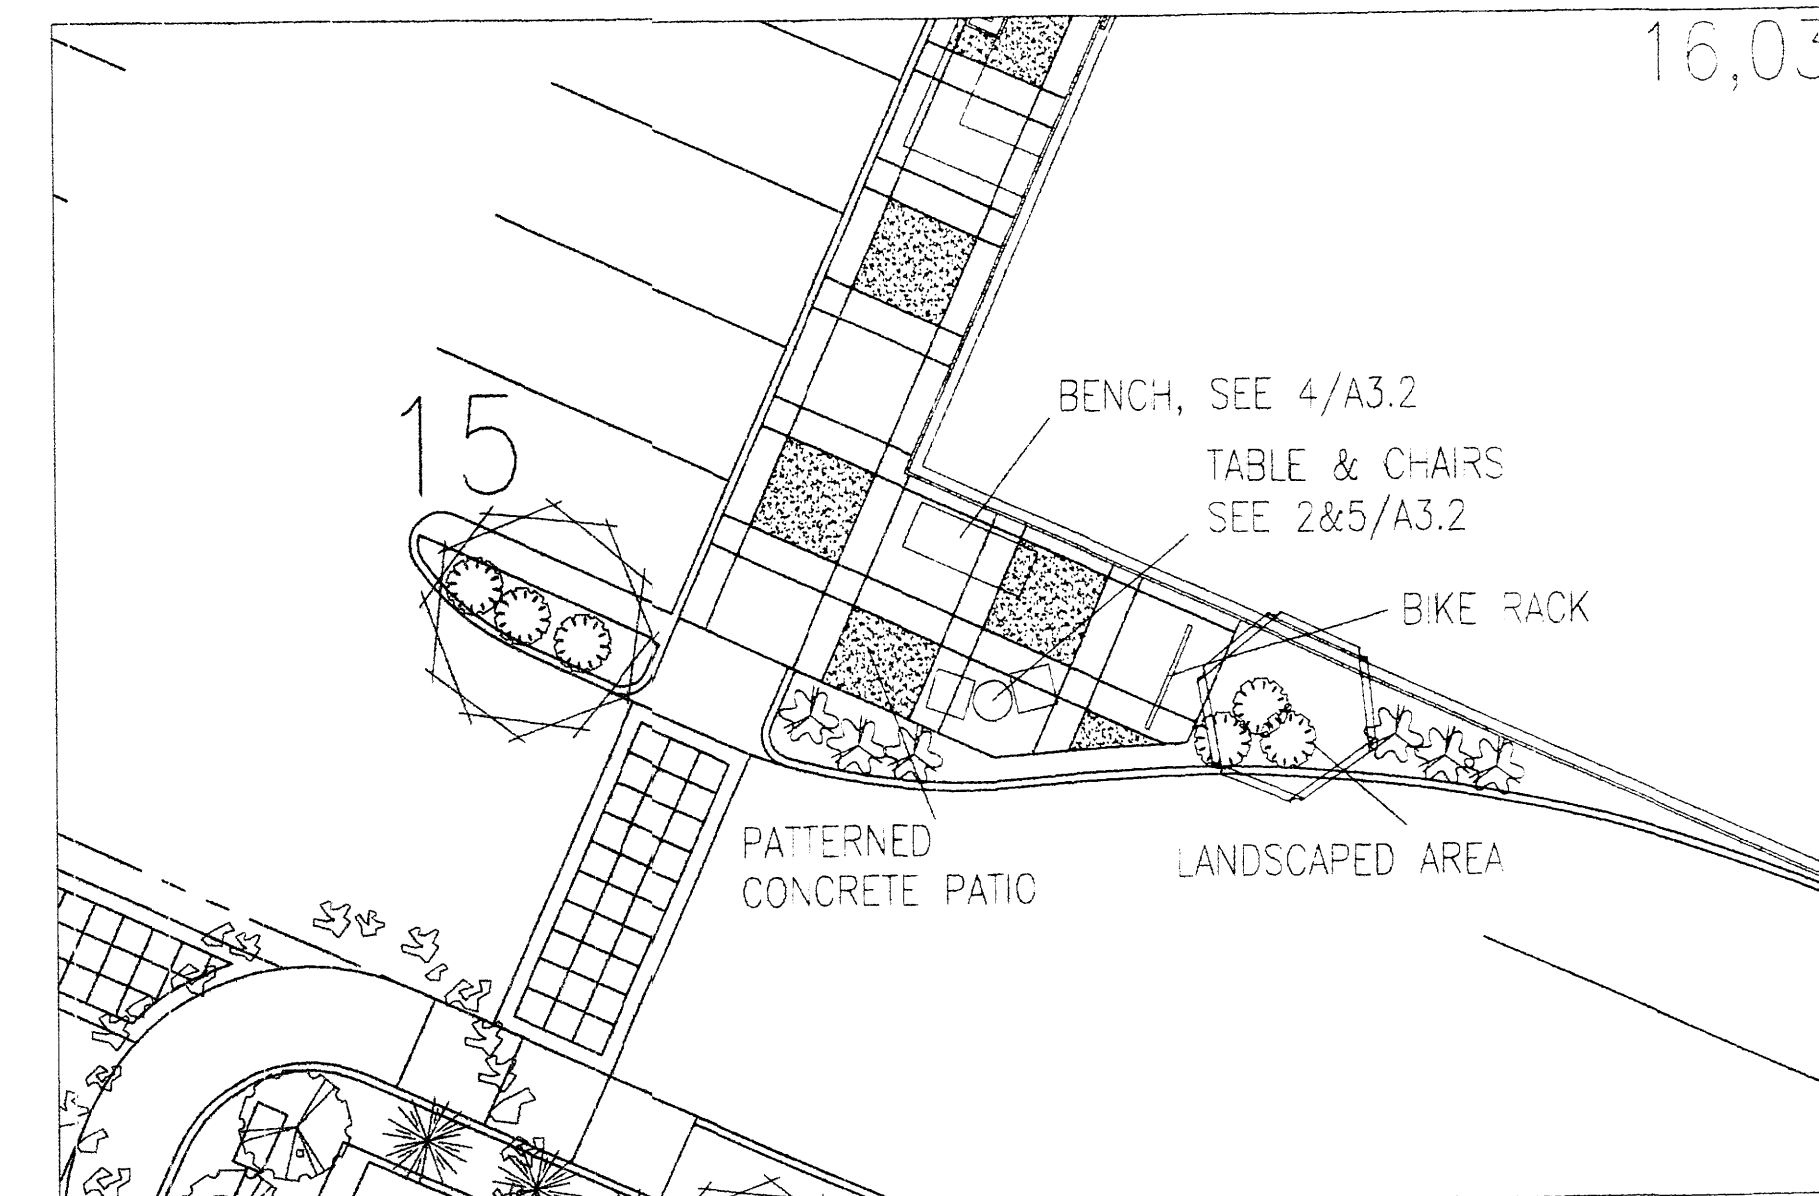 16,03
BENCH, SEE 4/A3.2
TABLE & CHAIRS
SEE 2&5/A3.2
15
BIKE RACK
PATTERNED
CONCRETE PATIO
LANDSCAPED AREA